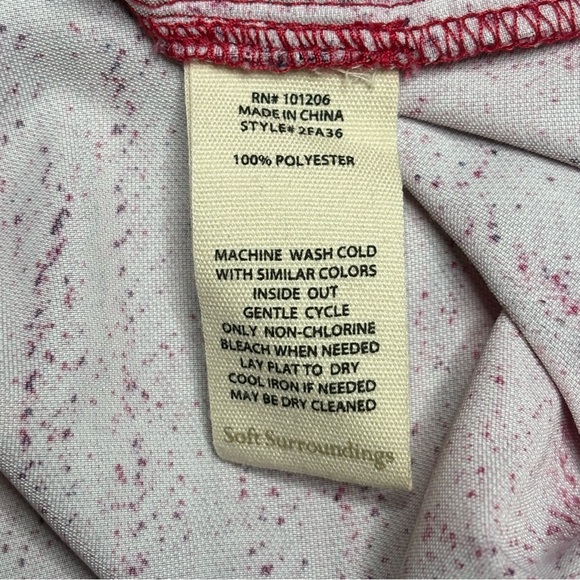 RN# 101206
MADE IN CHINA
STYLE# 2FA36
100% POLYESTER
MACHINE WASH COLD
WITH SIMILAR COLORS
INSIDE OUT
GENTLE CYCLE
ONLY NON-CHLORINE
BLEACH WHEN NEEDED
LAY FLAT TO DRY
COOL IRON IF NEEDED
MAY BE DRY CLEANED
Soft Surroundings